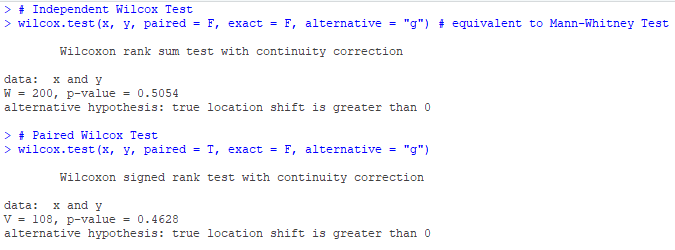 > # Independent Wilcox Test
> wilcox.test(x, y, paired = F, exact = F, alternative = "g") # equivalent to Mann-Whitney Test
Wilcoxon rank sum test with continuity correction
data:  x and y
W = 200, p-value = 0.5054
alternative hypothesis: true location shift is greater than 0
> # Paired Wilcox Test
> wilcox.test(x, y, paired = T, exact = F, alternative = "g")
Wilcoxon signed rank test with continuity correction
data:  x and y
V = 108, p-value = 0.4628
alternative hypothesis: true location shift is greater than 0